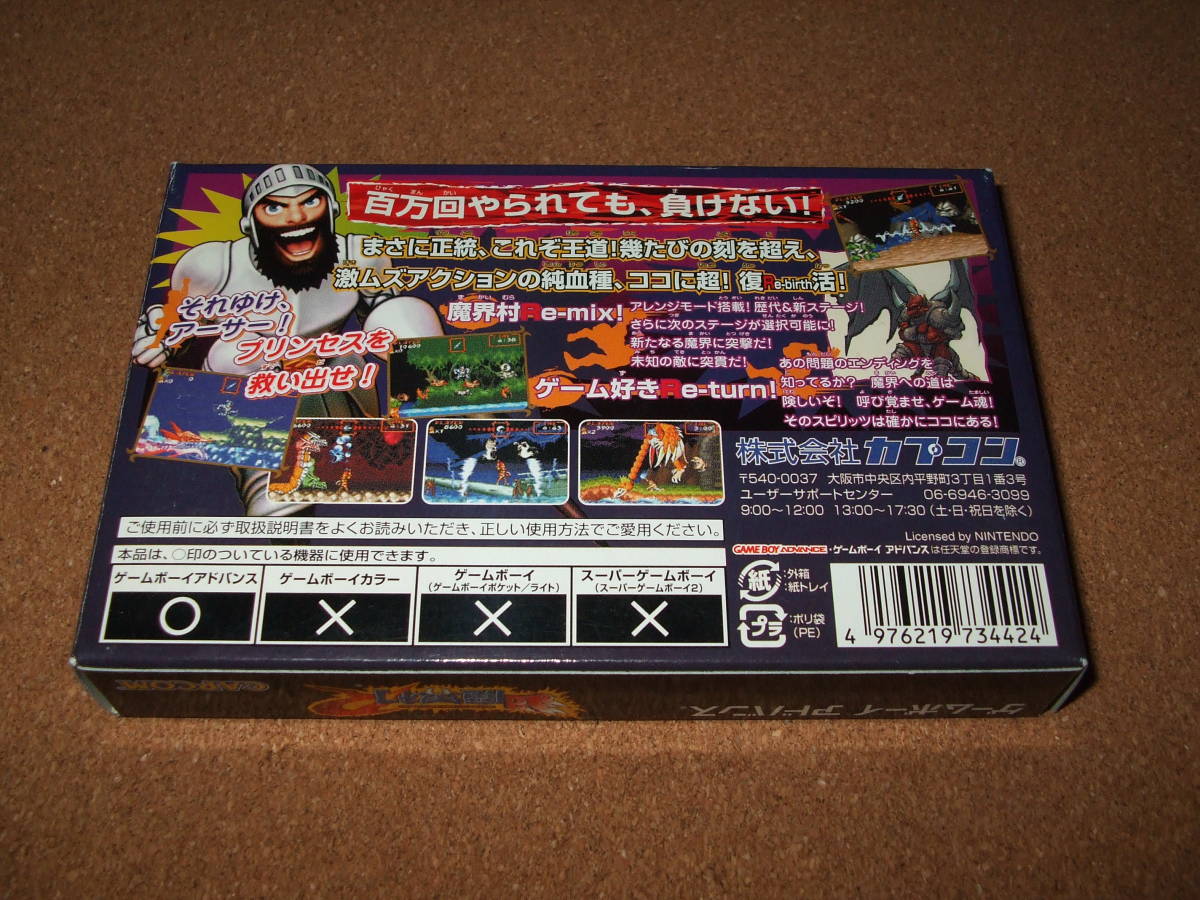 百万回やられても、負けない!
まさに正統、これぞ王道!幾たびの刻を超え、
激ムズアクションの純血種、ココに超!復Re-birth活!
それゆけ、
アーサー!
プリンセスを
救い出せ!
魔界村Re-mix!
アレンジモード搭載!歴代&新ステージ!
さらに次のステージが選択可能に!
新たなる魔界に突撃だ!
未知の敵に突貫だ!
ゲーム好きRe-turn!
あの問題のエンディングを
知ってるか? 魔界への道は
険しいぞ! 呼び覚ませ、ゲーム魂!
そのスピリッツは確かにココにある!
株式会社カプコン®
〒540-0037 大阪市中央区内平野町3丁目1番3号
ユーザーサポートセンター 06-6946-3099
9:00~12:00 13:00~17:30(土・日・祝日を除く)
Licensed by NINTENDO
GAME BOY ADVANCE・ゲームボーイ アドバンスは任天堂の登録商標です。
ご使用前に必ず取扱説明書をよくお読みいただき、正しい使用方法でご愛用ください。
本品は、○印のついている機器に使用できます。
ゲームボーイアドバンス
ゲームボーイカラー
ゲームボーイ
(ゲームボーイポケット/ライト)
スーパーゲームボーイ
(スーパーゲームボーイ2)
○
×
×
×
紙
:外箱
:紙トレイ
プラ
:ポリ袋
(PE)
4 976219 734424
CAPCOM
超魔界村
ゲームボーイ アドバンス